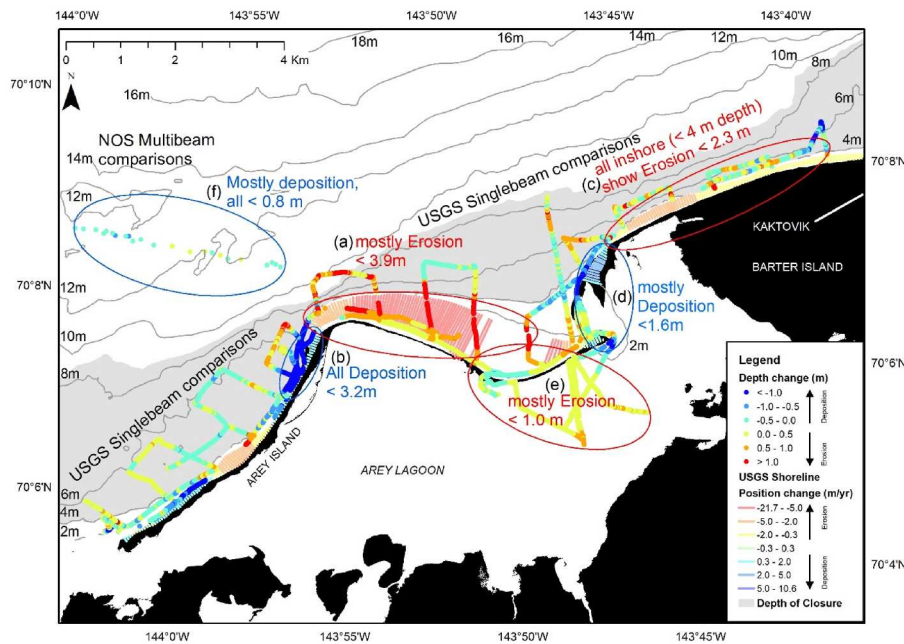 144°0'W 143°55'W 143°50'W 143°45'W 143°40'W
0 1 2 4 Km
18m
16m
14m 12m
10m
8m
6m
4m
70°10'N
70°8'N
70°6'N
70°4'N
N
NOS Multibeam
comparisons
14m
12m
(f) Mostly deposition,
all < 0.8 m
USGS Singlebeam comparisons
all inshore (< 4 m depth)
(c) show Erosion < 2.3 m
(a) mostly Erosion
< 3.9m
KAKTOVIK
BARTER ISLAND
70°8'N
12m
10m
8m
(d)
mostly
Deposition
<1.6m
2m
USGS Singlebeam comparisons
(b) All Deposition
< 3.2m
(e)
mostly Erosion
< 1.0 m
AREY ISLAND
AREY LAGOON
70°6'N
6m
4m
2m
Legend
Depth change (m)
< -1.0
-1.0 - -0.5
-0.5 - 0.0
0.0 - 0.5
0.5 - 1.0
> 1.0
Deposition
Erosion
USGS Shoreline
Position change (m/yr)
-21.7 - -5.0
-5.0 - -2.0
-2.0 - -0.3
-0.3 - 0.3
0.3 - 2.0
2.0 - 5.0
5.0 - 10.6
Erosion
Deposition
Depth of Closure
144°0'W 143°55'W 143°50'W 143°45'W